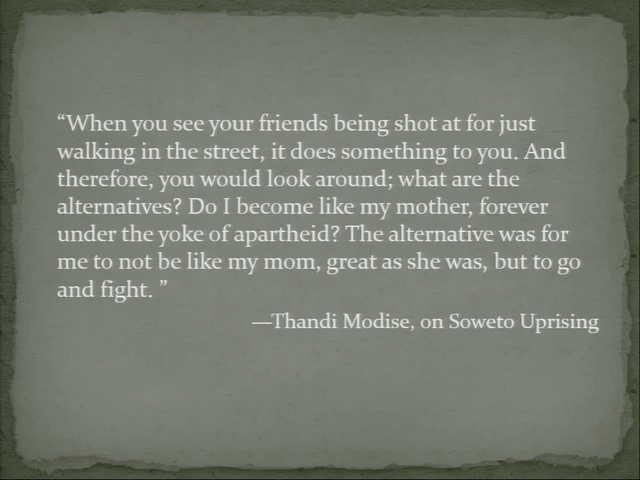 “When you see your friends being shot at for just
walking in the street, it does something to you. And
therefore, you would look around; what are the
alternatives? Do I become like my mother, forever
under the yoke of apartheid? The alternative was for
me to not be like my mom, great as she was, but to go
and fight. ”
—Thandi Modise, on Soweto Uprising